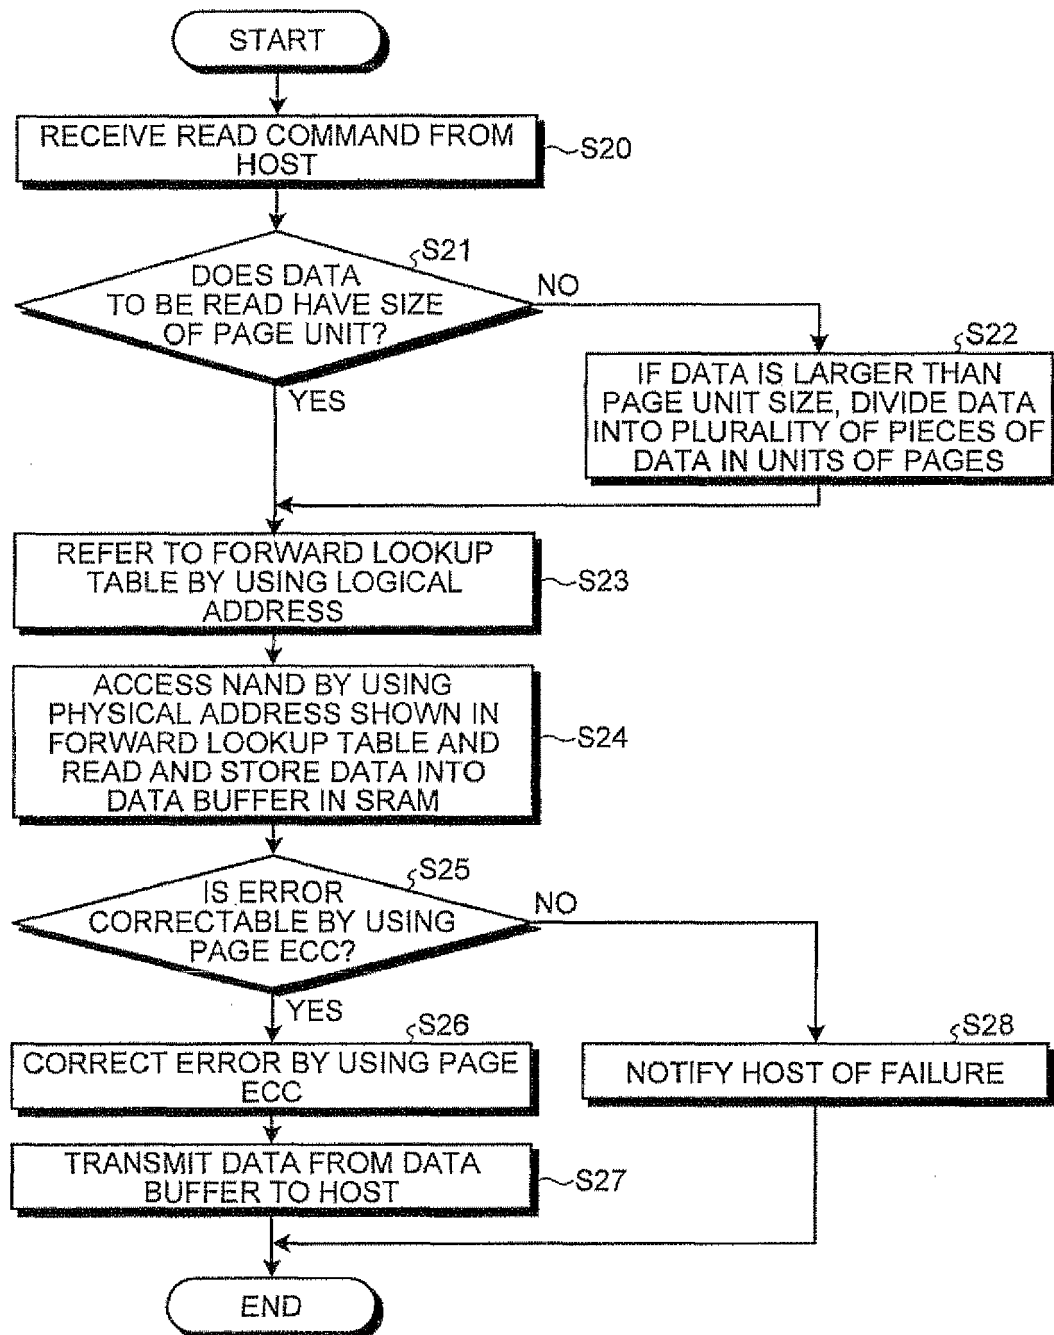 START
RECEIVE READ COMMAND FROM
HOST
S20
S21
DOES DATA
TO BE READ HAVE SIZE
OF PAGE UNIT?
NO
YES
S22
IF DATA IS LARGER THAN
PAGE UNIT SIZE, DIVIDE DATA
INTO PLURALITY OF PIECES OF
DATA IN UNITS OF PAGES
REFER TO FORWARD LOOKUP
TABLE BY USING LOGICAL
ADDRESS
S23
ACCESS NAND BY USING
PHYSICAL ADDRESS SHOWN IN
FORWARD LOOKUP TABLE AND
READ AND STORE DATA INTO
DATA BUFFER IN SRAM
S24
S25
IS ERROR
CORRECTABLE BY USING
PAGE ECC?
NO
YES
S26
CORRECT ERROR BY USING PAGE
ECC
S28
NOTIFY HOST OF FAILURE
TRANSMIT DATA FROM DATA
BUFFER TO HOST
S27
END